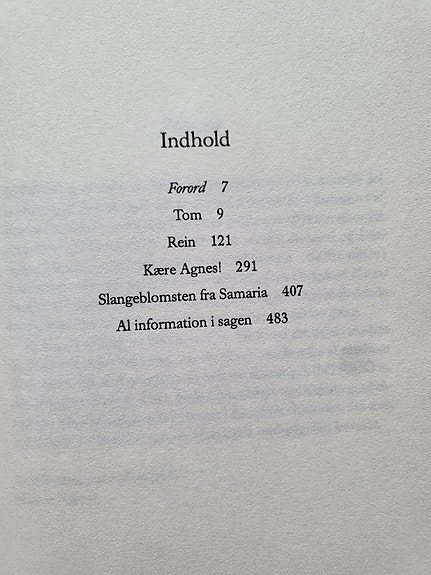 Indhold
Forord 7
Tom 9
Rein 121
Kære Agnes! 291
Slangeblomsten fra Samaria 407
Al information i sagen 483